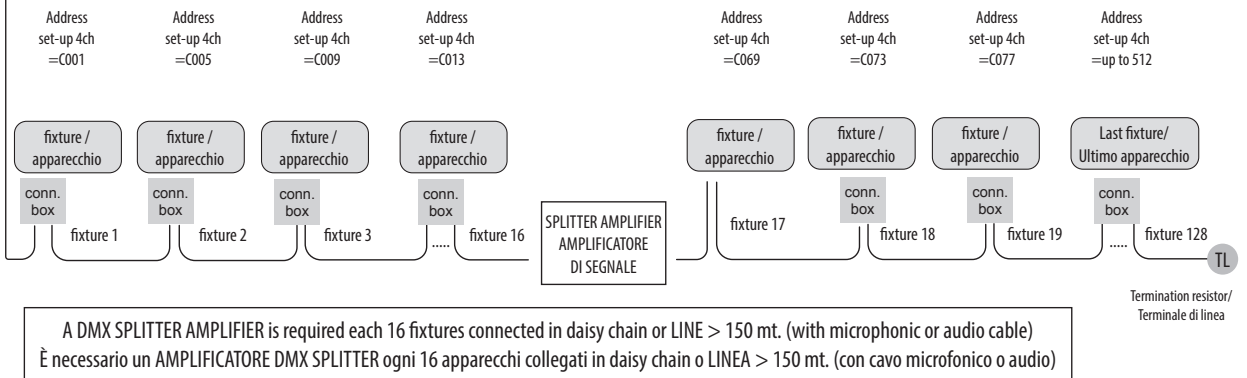 Address
set-up 4ch
=C001
Address
set-up 4ch
=C005
Address
set-up 4ch
=C009
Address
set-up 4ch
=C013
Address
set-up 4ch
=C069
Address
set-up 4ch
=C073
Address
set-up 4ch
=C077
Address
set-up 4ch
=up to 512
fixture /
apparecchio
fixture /
apparecchio
fixture /
apparecchio
fixture /
apparecchio
fixture /
apparecchio
fixture /
apparecchio
fixture /
apparecchio
Last fixture/
Ultimo apparecchio
conn.
box
fixture 1
conn.
box
fixture 2
conn.
box
fixture 3
conn.
box
.....
fixture 16
SPLITTER AMPLIFIER
AMPLIFICATORE
DI SEGNALE
fixture 17
conn.
box
fixture 18
conn.
box
fixture 19
conn.
box
.....
fixture 128
TL
Termination resistor/
Terminale di linea
A DMX SPLITTER AMPLIFIER is required each 16 fixtures connected in daisy chain or LINE > 150 mt. (with microphonic or audio cable)
È necessario un AMPLIFICATORE DMX SPLITTER ogni 16 apparecchi collegati in daisy chain o LINEA > 150 mt. (con cavo microfonico o audio)